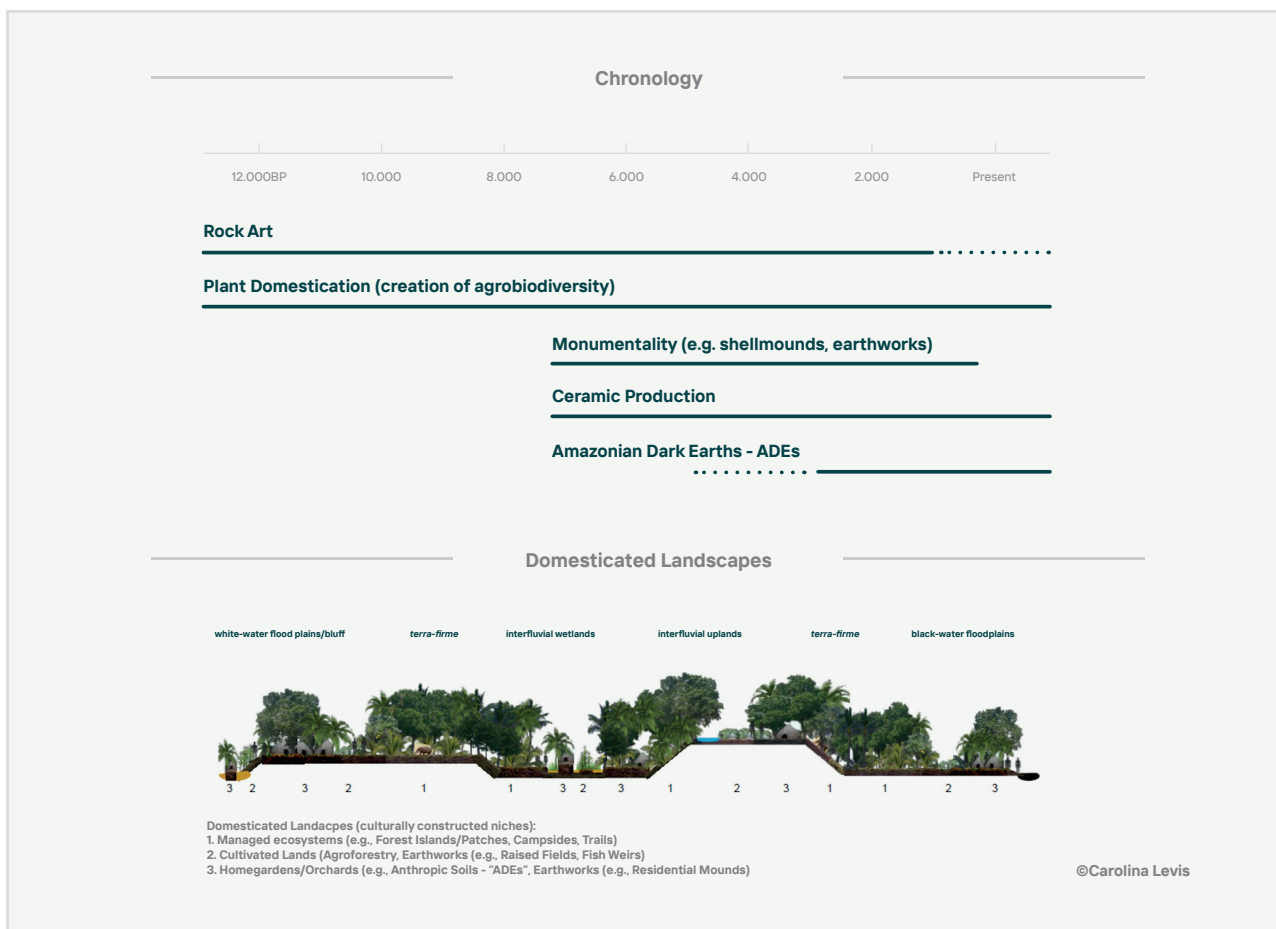 Chronology
12.000BP 10.000 8.000 6.000 4.000 2.000 Present
Rock Art
Plant Domestication (creation of agrobiodiversity)
Monumentality (e.g. shellmounds, earthworks)
Ceramic Production
Amazonian Dark Earths - ADEs
Domesticated Landscapes
white-water flood plains/bluff terra-firme interfluvial wetlands interfluvial uplands terra-firme black-water floodplains
3 2 3 2 1 1 3 2 3 1 2 3 1 1 2 3
Domesticated Landacpes (culturally constructed niches):
1. Managed ecosystems (e.g., Forest Islands/Patches, Campsides, Trails)
2. Cultivated Lands (Agroforestry, Earthworks (e.g., Raised Fields, Fish Weirs)
3. Homegardens/Orchards (e.g., Anthropic Soils - "ADEs", Earthworks (e.g., Residential Mounds)
©Carolina Levis